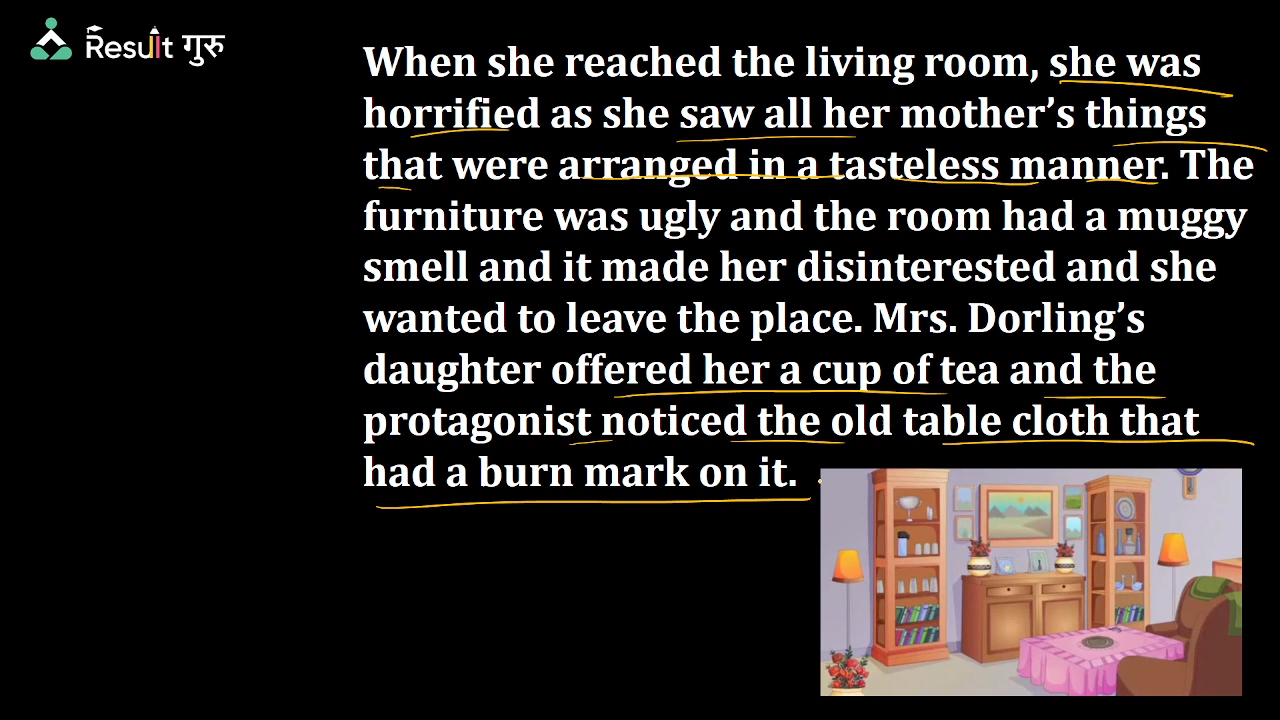 Result गुरु
When she reached the living room, she was
horrified as she saw all her mother’s things
that were arranged in a tasteless manner. The
furniture was ugly and the room had a muggy
smell and it made her disinterested and she
wanted to leave the place. Mrs. Dorling’s
daughter offered her a cup of tea and the
protagonist noticed the old table cloth that
had a burn mark on it.